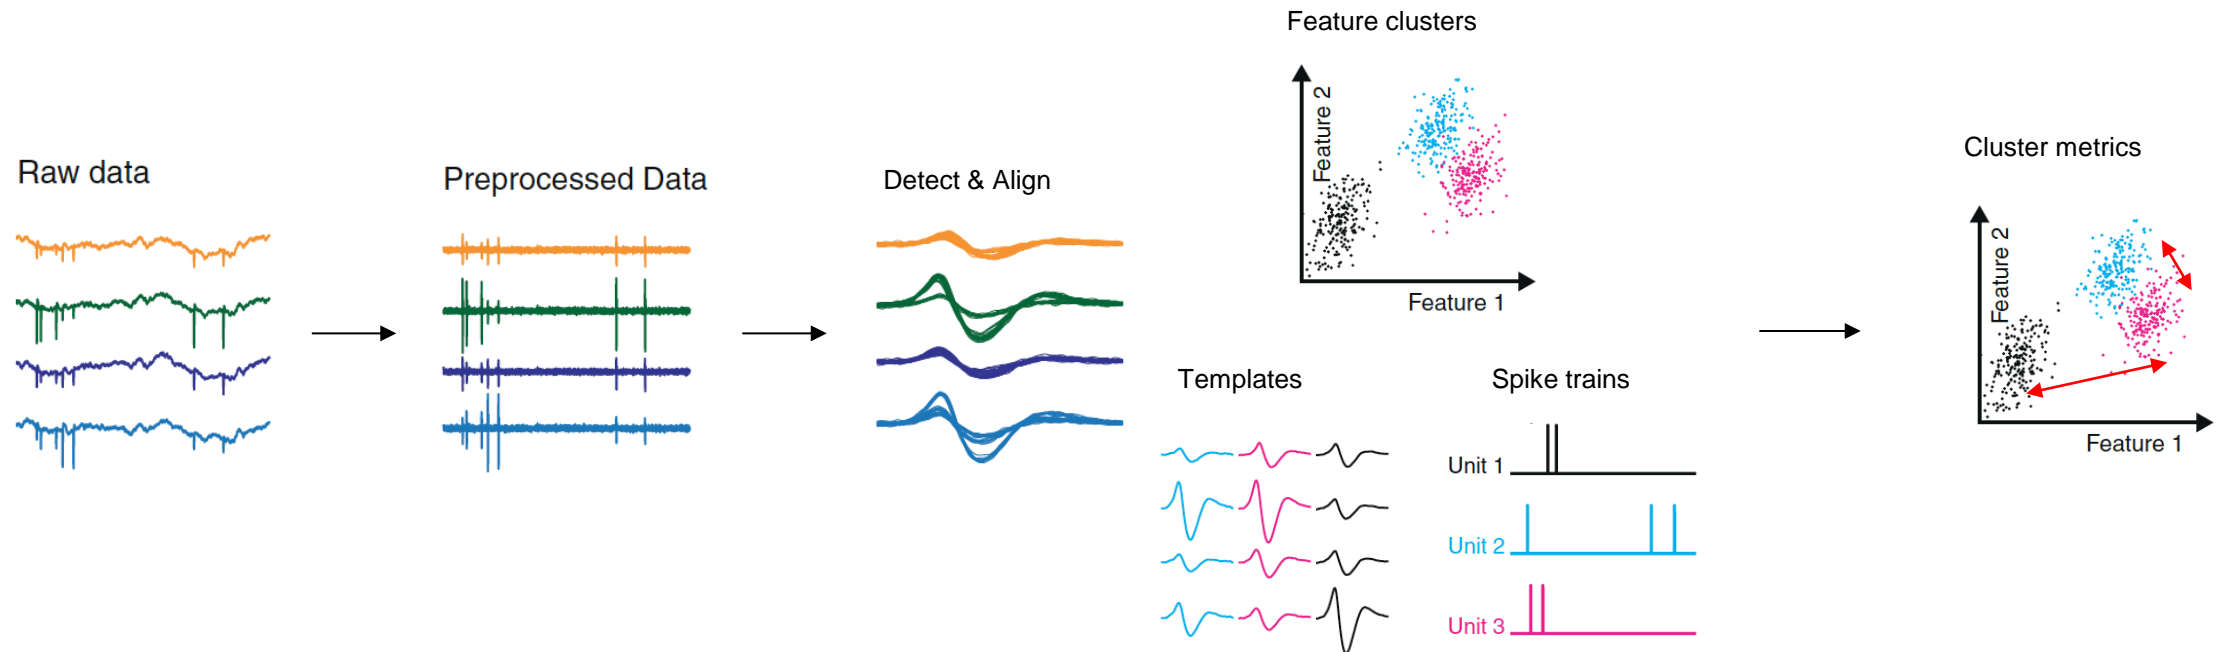 Raw data
Preprocessed Data
Detect & Align
Feature clusters
Feature 2
Feature 1
Templates
Spike trains
Unit 1
Unit 2
Unit 3
Cluster metrics
Feature 2
Feature 1